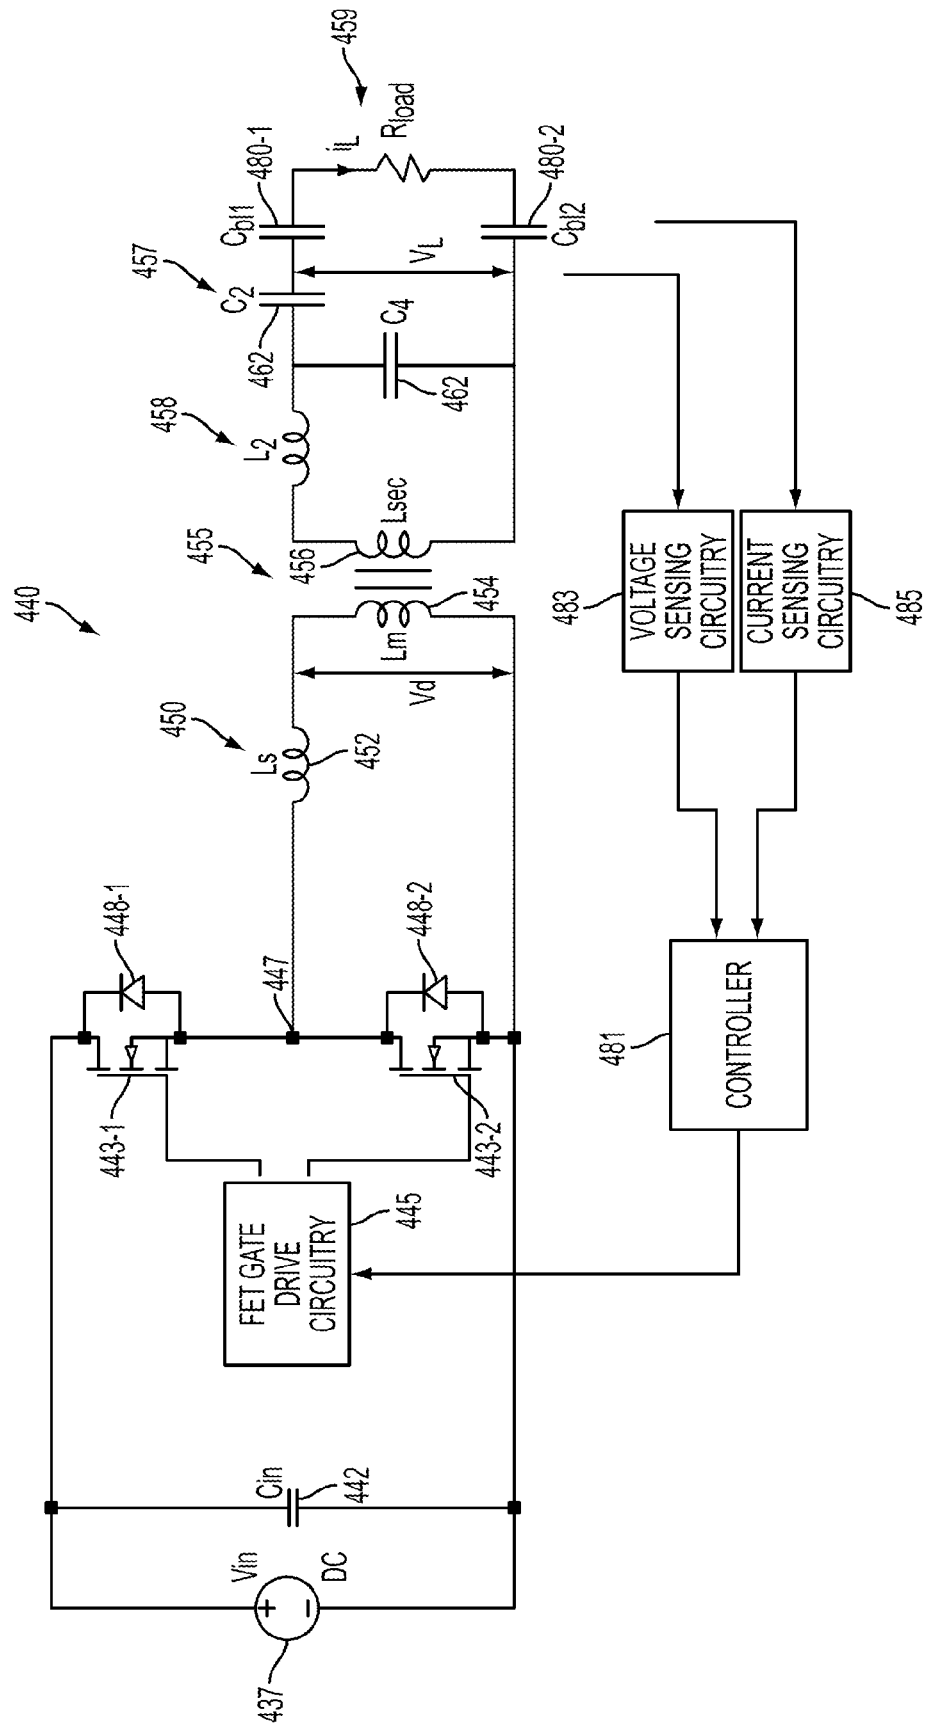 440
437
Vin
DC
Cin
442
FET GATE
DRIVE
CIRCUITRY
445
443-1
448-1
447
443-2
448-2
450
Ls
452
Vd
455
Lm
454
456
Lsec
458
L2
457
C2
462
C4
462
VL
Cbl1
480-1
Cbl2
480-2
iL
Rload
459
VOLTAGE
SENSING
CIRCUITRY
483
CURRENT
SENSING
CIRCUITRY
485
CONTROLLER
481